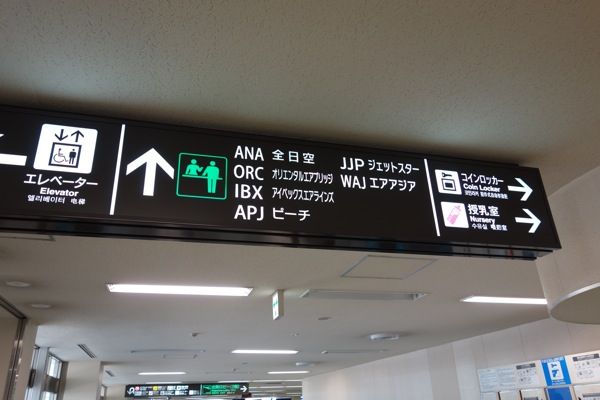 エレベーター
Elevator
엘리베이터 电梯
ANA 全日空
ORC オリエンタルエアブリッジ
IBX アイベックスエアラインズ
APJ ピーチ
JJP ジェットスター
WAJ エアアジア
コインロッカー
Coin Locker
授乳室
Nursery
수유실